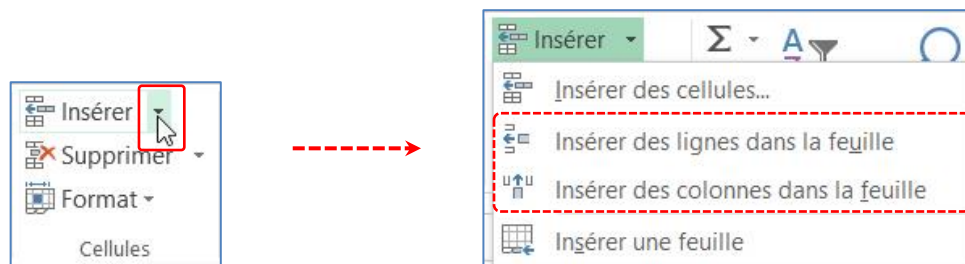 Insérer
Supprimer
Format
Cellules
Insérer
Σ
A
Insérer des cellules...
Insérer des lignes dans la feuille
Insérer des colonnes dans la feuille
Insérer une feuille